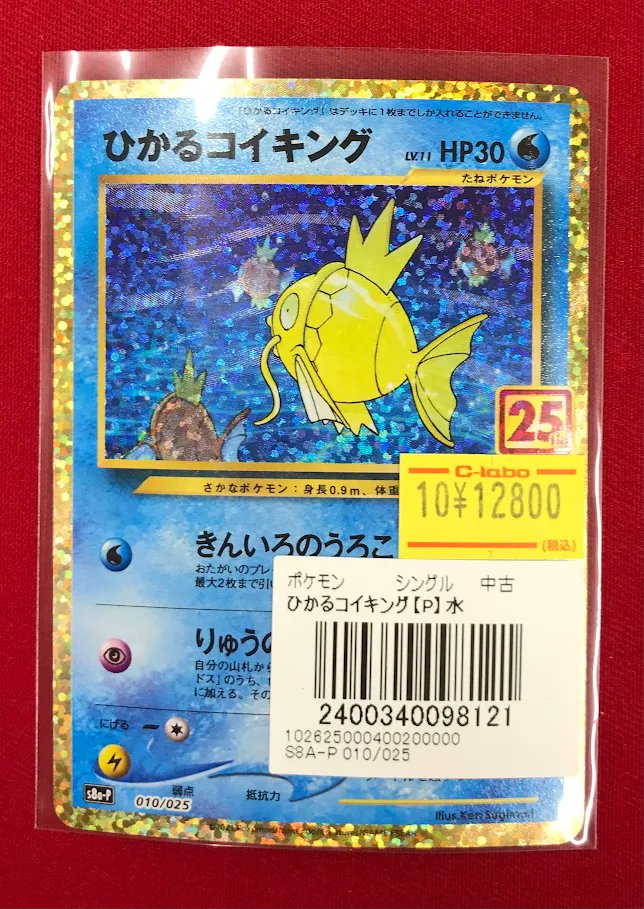 「ひかるコイキング」はデッキに1枚までしか入れることができません。
ひかるコイキング LV.11 HP30
たねポケモン
25
さかなポケモン：身長0.9m、体重
C-labo
10¥12800
(税込)
きんいろのうろこ
おたがいのプレ
最大2枚まで引い
ポケモン シングル 中古
ひかるコイキング【P】水
2400340098121
102625000400200000
S8A-P 010/025
りゅうの
自分の山札から
ドス」のうち、1
に加える。その
にげる
弱点 抵抗力
S8a-P 010/025
Illus.Ken Sugimori